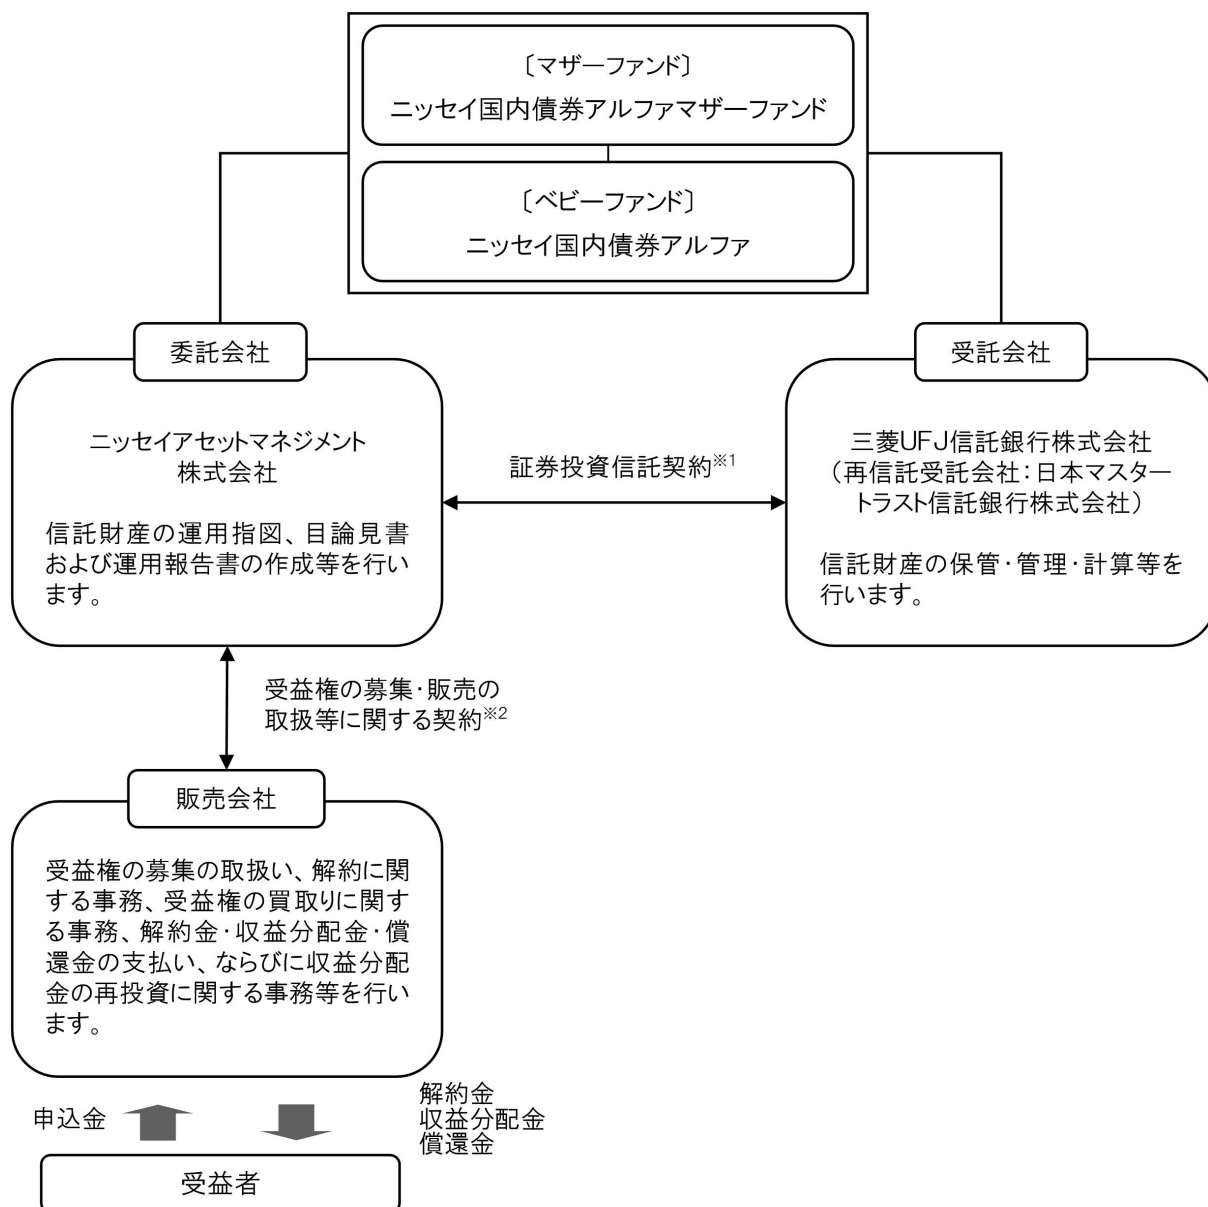 〔マザーファンド〕
ニッセイ国内債券アルファマザーファンド
〔ベビーファンド〕
ニッセイ国内債券アルファ
委託会社
ニッセイアセットマネジメント
株式会社
信託財産の運用指図、目論見書
および運用報告書の作成等を行い
ます。
証券投資信託契約※1
受託会社
三菱UFJ信託銀行株式会社
（再信託受託会社：日本マスター
トラスト信託銀行株式会社）
信託財産の保管・管理・計算等を
行います。
受益権の募集・販売の
取扱等に関する契約※2
販売会社
受益権の募集の取扱い、解約に関
する事務、受益権の買取りに関す
る事務、解約金・収益分配金・償
還金の支払い、ならびに収益分配
金の再投資に関する事務等を行い
ます。
申込金
解約金
収益分配金
償還金
受益者